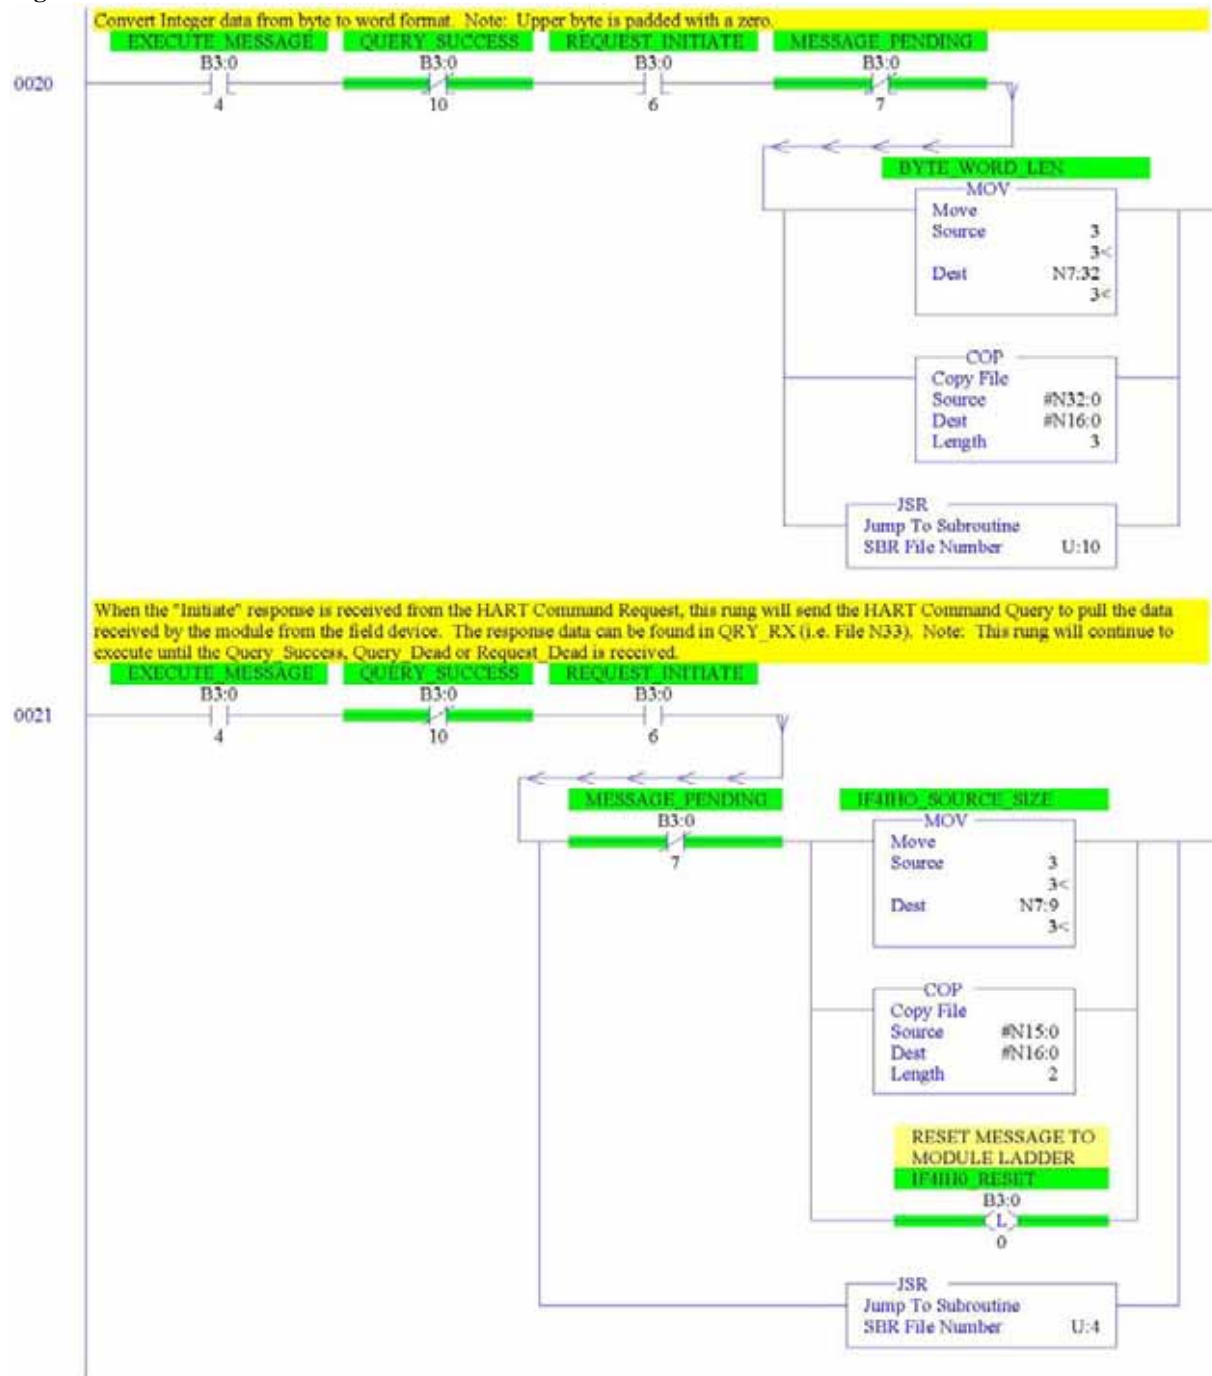 Convert Integer data from byte to word format. Note: Upper byte is padded with a zero.
EXECUTE_MESSAGE QUERY_SUCCESS REQUEST_INITIATE MESSAGE_PENDING
B3:0 B3:0 B3:0 B3:0
0020
4 10 6 7
BYTE_WORD_LEN
MOV
Move
Source 3
3<
Dest N7:32
3<
COP
Copy File
Source #N32:0
Dest #N16:0
Length 3
JSR
Jump To Subroutine
SBR File Number U:10
When the "Initiate" response is received from the HART Command Request, this rung will send the HART Command Query to pull the data
received by the module from the field device. The response data can be found in QRY_RX (i.e. File N33). Note: This rung will continue to
execute until the Query_Success, Query_Dead or Request_Dead is received.
EXECUTE_MESSAGE QUERY_SUCCESS REQUEST_INITIATE
B3:0 B3:0 B3:0
0021
4 10 6
MESSAGE_PENDING IF4IH0_SOURCE_SIZE
B3:0
7
MOV
Move
Source 3
3<
Dest N7:9
3<
COP
Copy File
Source #N15:0
Dest #N16:0
Length 2
RESET MESSAGE TO
MODULE LADDER
IF4IH0_RESET
B3:0
L
0
JSR
Jump To Subroutine
SBR File Number U:4